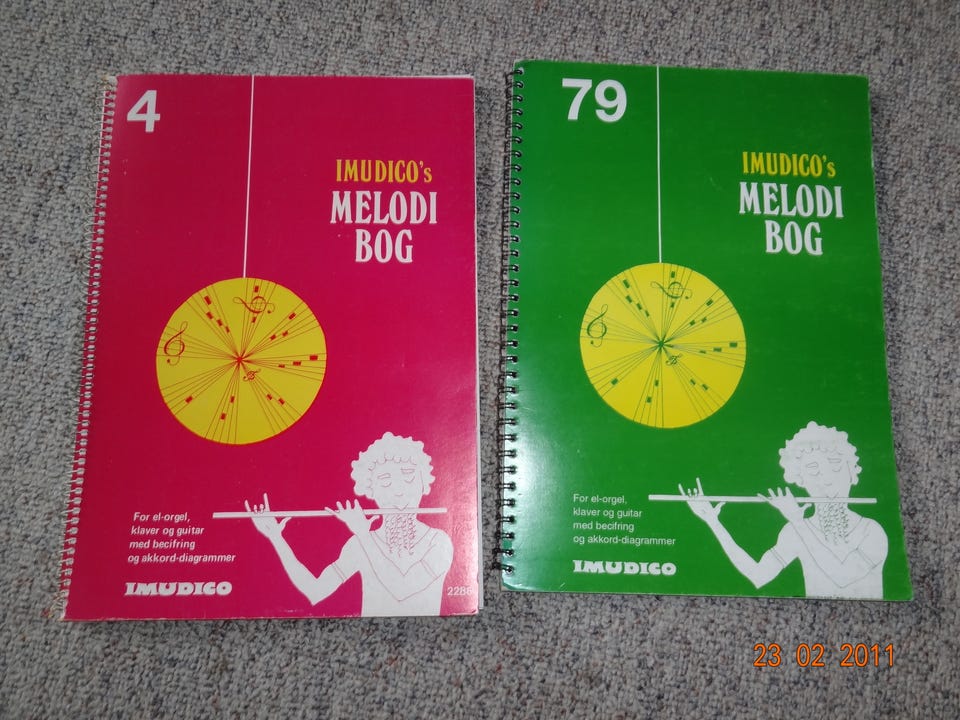 4
IMUDICO's
MELODI
BOG
For el-orgel,
klaver og guitar
med becifring
og akkord-diagrammer
IMUDICO
2286
79
IMUDICO's
MELODI
BOG
For el-orgel,
klaver og guitar
med becifring
og akkord-diagrammer
IMUDICO
23 02 2011